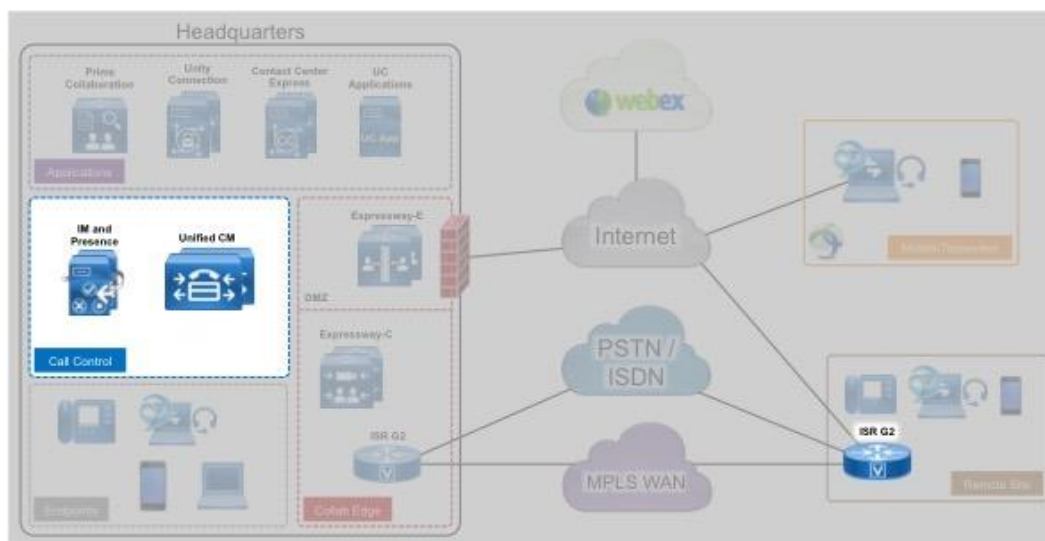 Headquarters
Prime
Collaboration
Unity
Connection
Contact Center
Express
UC
Applications
UC App
Applications
IM and
Presence
Unified CM
Call Control
Expressway-E
DMZ
Expressway-C
ISR G2
Endpoints
Collab Edge
webex
Internet
PSTN /
ISDN
MPLS WAN
Mobile/Teleworker
ISR G2
Remote Site